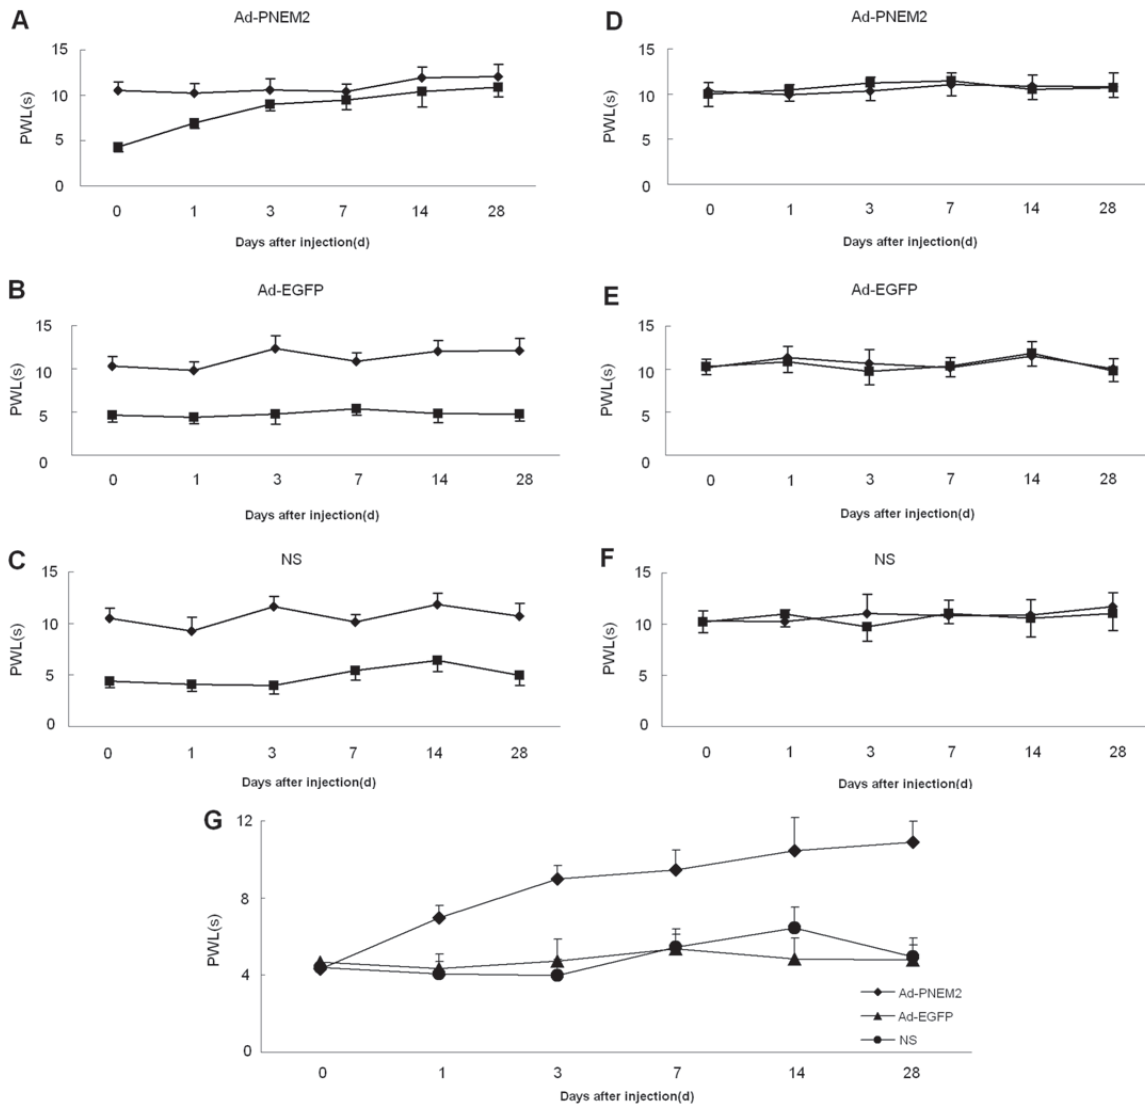 A
Ad-PNEM2
15
10
5
0
PWL(s)
0 1 3 7 14 28
Days after injection(d)
D
Ad-PNEM2
15
10
5
0
PWL(s)
0 1 3 7 14 28
Days after injection(d)
B
Ad-EGFP
15
10
5
0
PWL(s)
0 1 3 7 14 28
Days after injection(d)
E
Ad-EGFP
15
10
5
0
PWL(s)
0 1 3 7 14 28
Days after injection(d)
C
NS
15
10
5
0
PWL(s)
0 1 3 7 14 28
Days after injection(d)
F
NS
15
10
5
0
PWL(s)
0 1 3 7 14 28
Days after injection(d)
G
12
8
4
0
PWL(s)
Ad-PNEM2
Ad-EGFP
NS
0 1 3 7 14 28
Days after injection(d)